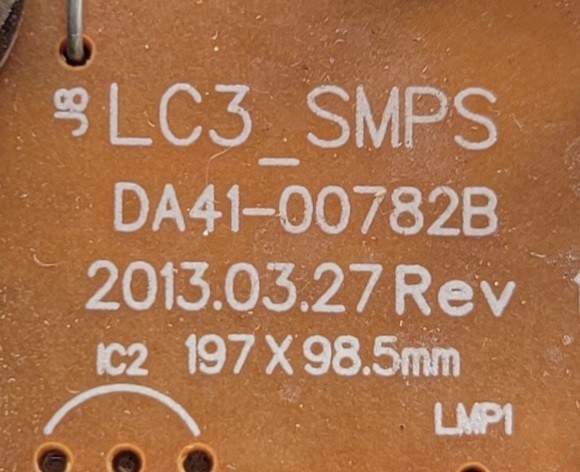 J8
LC3_SMPS
DA41-00782B
2013.03.27 Rev
IC2 197 X 98.5mm
LMP1